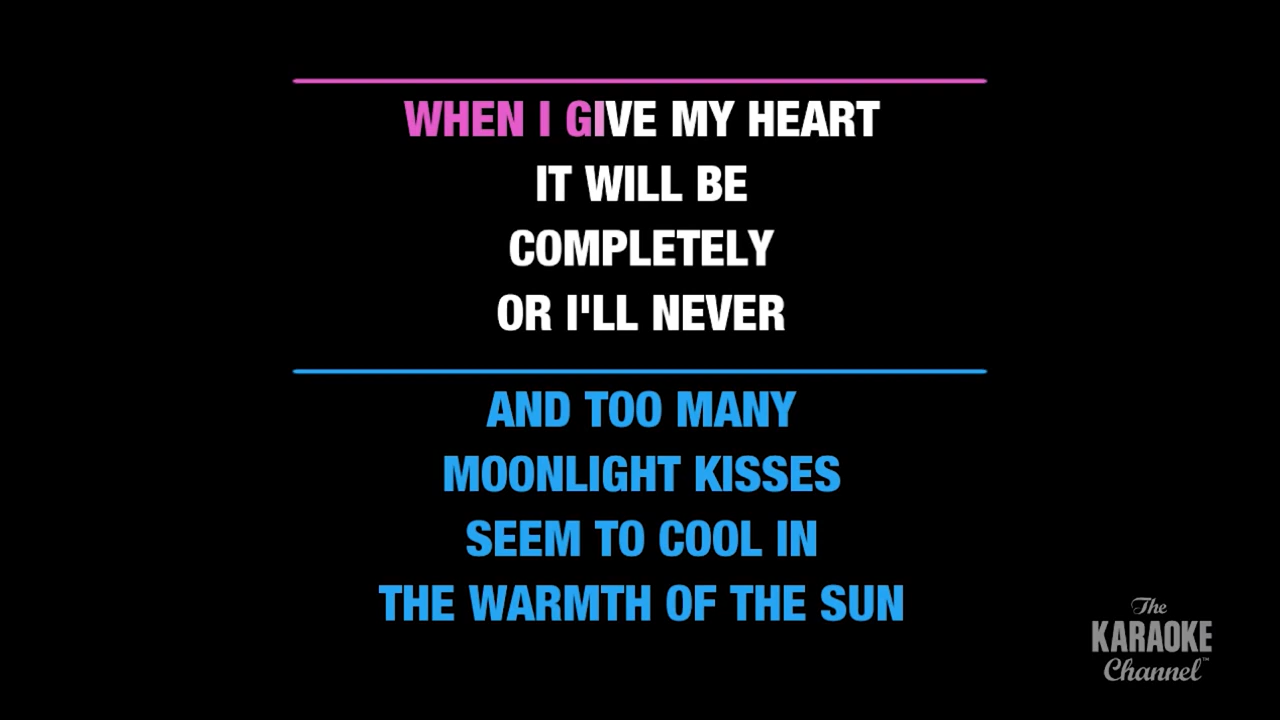 WHEN I GIVE MY HEART
IT WILL BE
COMPLETELY
OR I'LL NEVER
AND TOO MANY
MOONLIGHT KISSES
SEEM TO COOL IN
THE WARMTH OF THE SUN
The
KARAOKE
Channel™